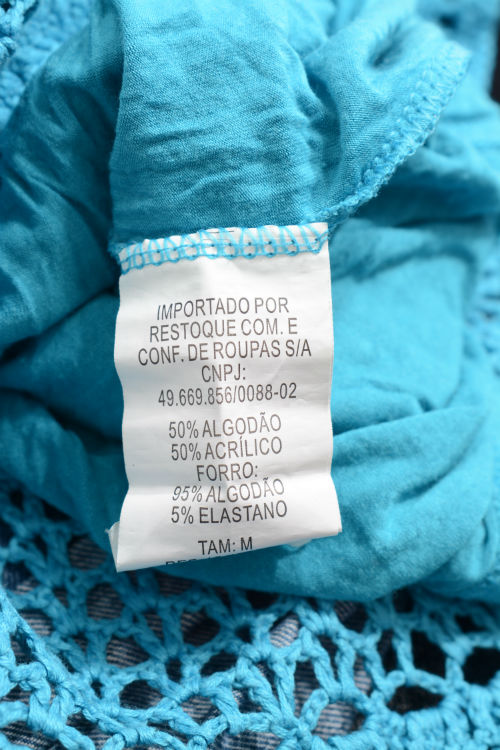 IMPORTADO POR
RESTOQUE COM. E
CONF. DE ROUPAS S/A
CNPJ:
49.669.856/0088-02
50% ALGODÃO
50% ACRÍLICO
FORRO:
95% ALGODÃO
5% ELASTANO
TAM: M